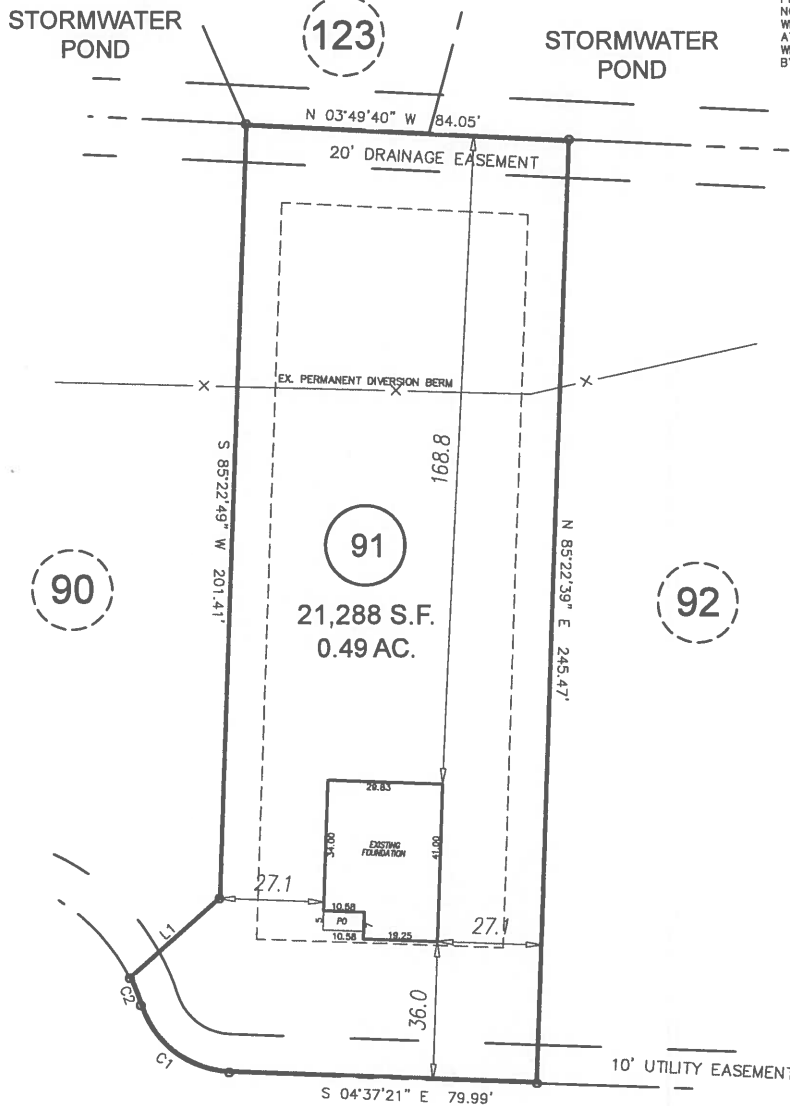 STORMWATER
POND
123
STORMWATER
POND
N 03°49'40" W 84.05'
20' DRAINAGE EASEMENT
EX. PERMANENT DIVERSION BERM
168.8
S 85°22'49" W 201.41'
N 85°22'39" E 245.47'
91
90
92
21,288 S.F.
0.49 AC.
29.83
34.00
EXISTING
FOUNDATION
41.00
27.1
10.58
5
PO
7
10.58
19.25
27.1
L1
36.0
C2
C1
10' UTILITY EASEMENT
S 04°37'21" E 79.99'